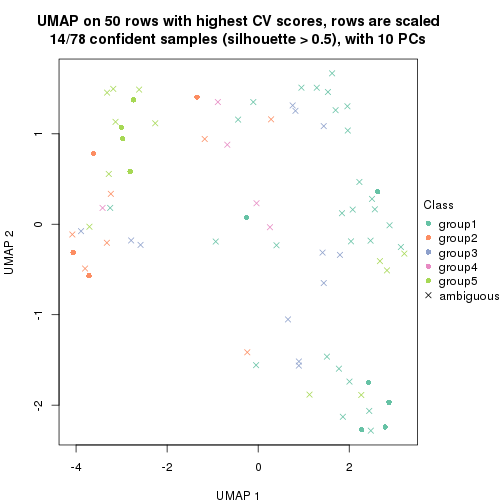 UMAP on 50 rows with highest CV scores, rows are scaled
14/78 confident samples (silhouette > 0.5), with 10 PCs
UMAP 2
1
0
-1
-2
-4
-2
0
2
UMAP 1
Class
group1
group2
group3
group4
group5
ambiguous